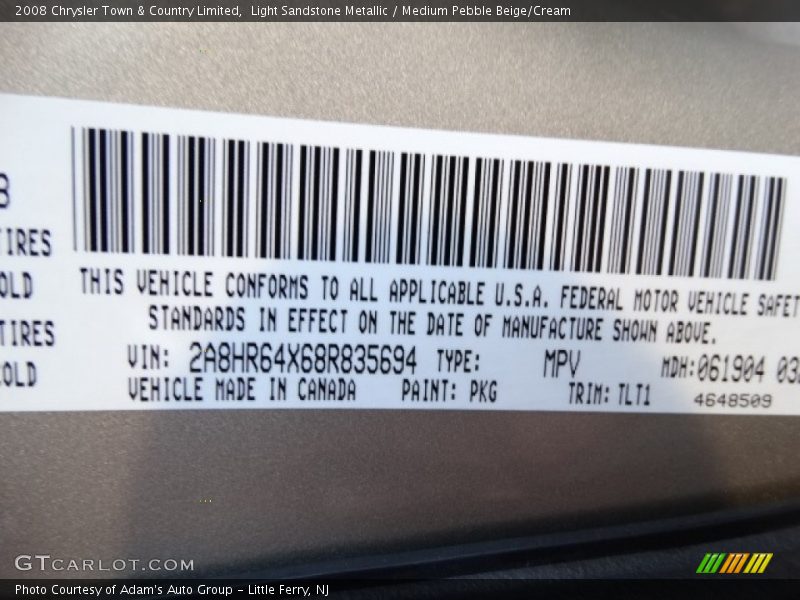 2008 Chrysler Town & Country Limited,  Light Sandstone Metallic / Medium Pebble Beige/Cream
TIRES
OLD
TIRES
COLD
THIS VEHICLE CONFORMS TO ALL APPLICABLE U.S.A. FEDERAL MOTOR VEHICLE SAFET
STANDARDS IN EFFECT ON THE DATE OF MANUFACTURE SHOWN ABOVE.
VIN: 2A8HR64X68R835694 TYPE: MPV MDH:061904 03
VEHICLE MADE IN CANADA PAINT: PKG TRIM: TLT1 4648509
GTCARLOT.COM
Photo Courtesy of Adam's Auto Group - Little Ferry, NJ